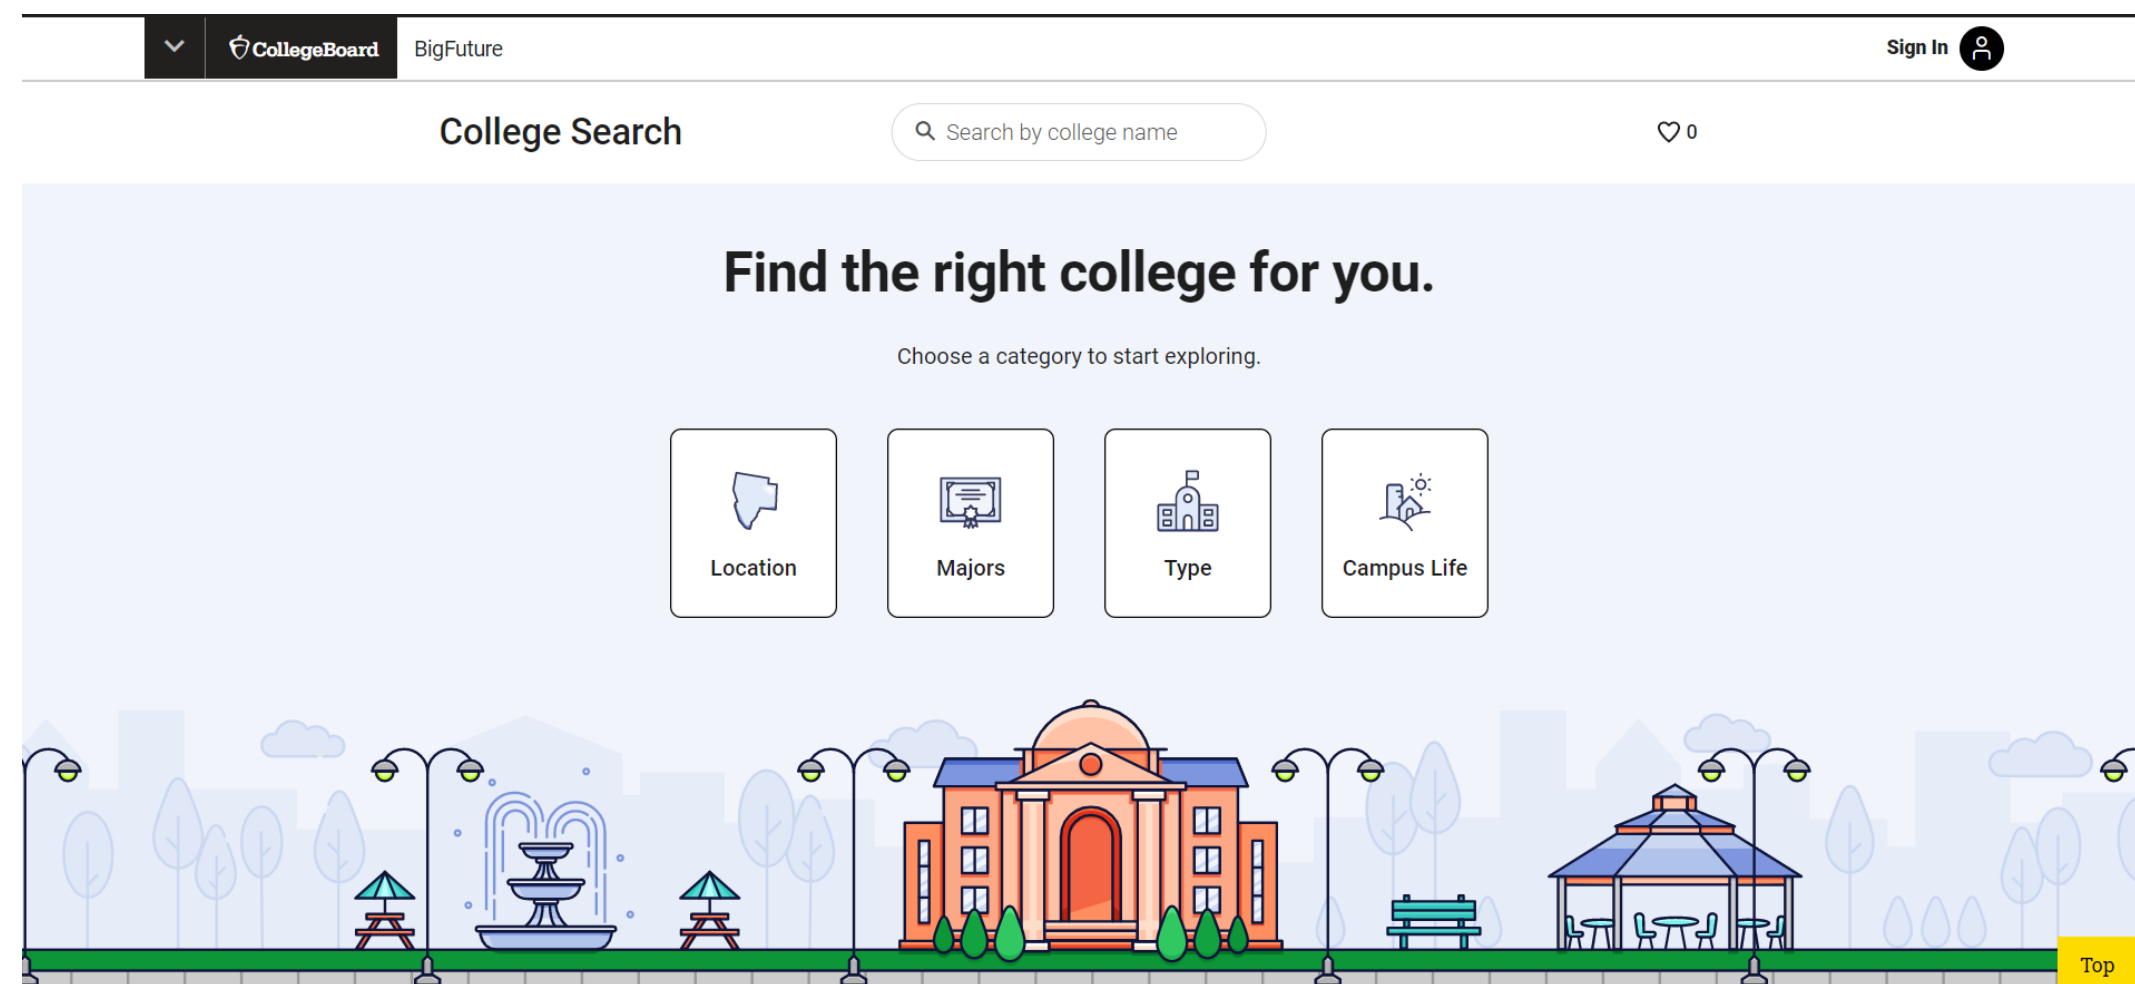 CollegeBoard BigFuture Sign In
College Search Search by college name 0
Find the right college for you.
Choose a category to start exploring.
Location Majors Type Campus Life
Top